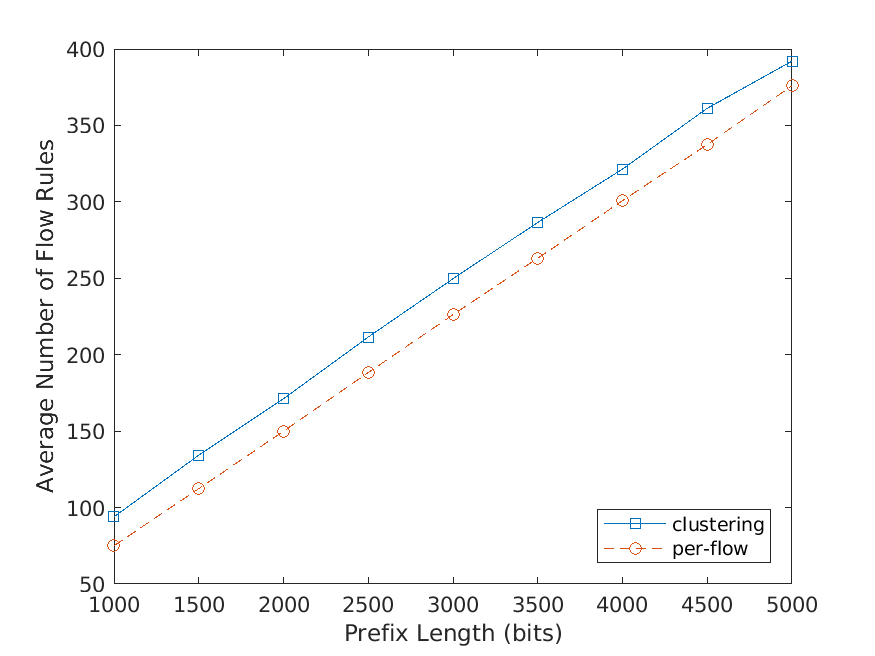 400
350
300
250
200
150
100
50
Average Number of Flow Rules
clustering
per-flow
1000 1500 2000 2500 3000 3500 4000 4500 5000
Prefix Length (bits)